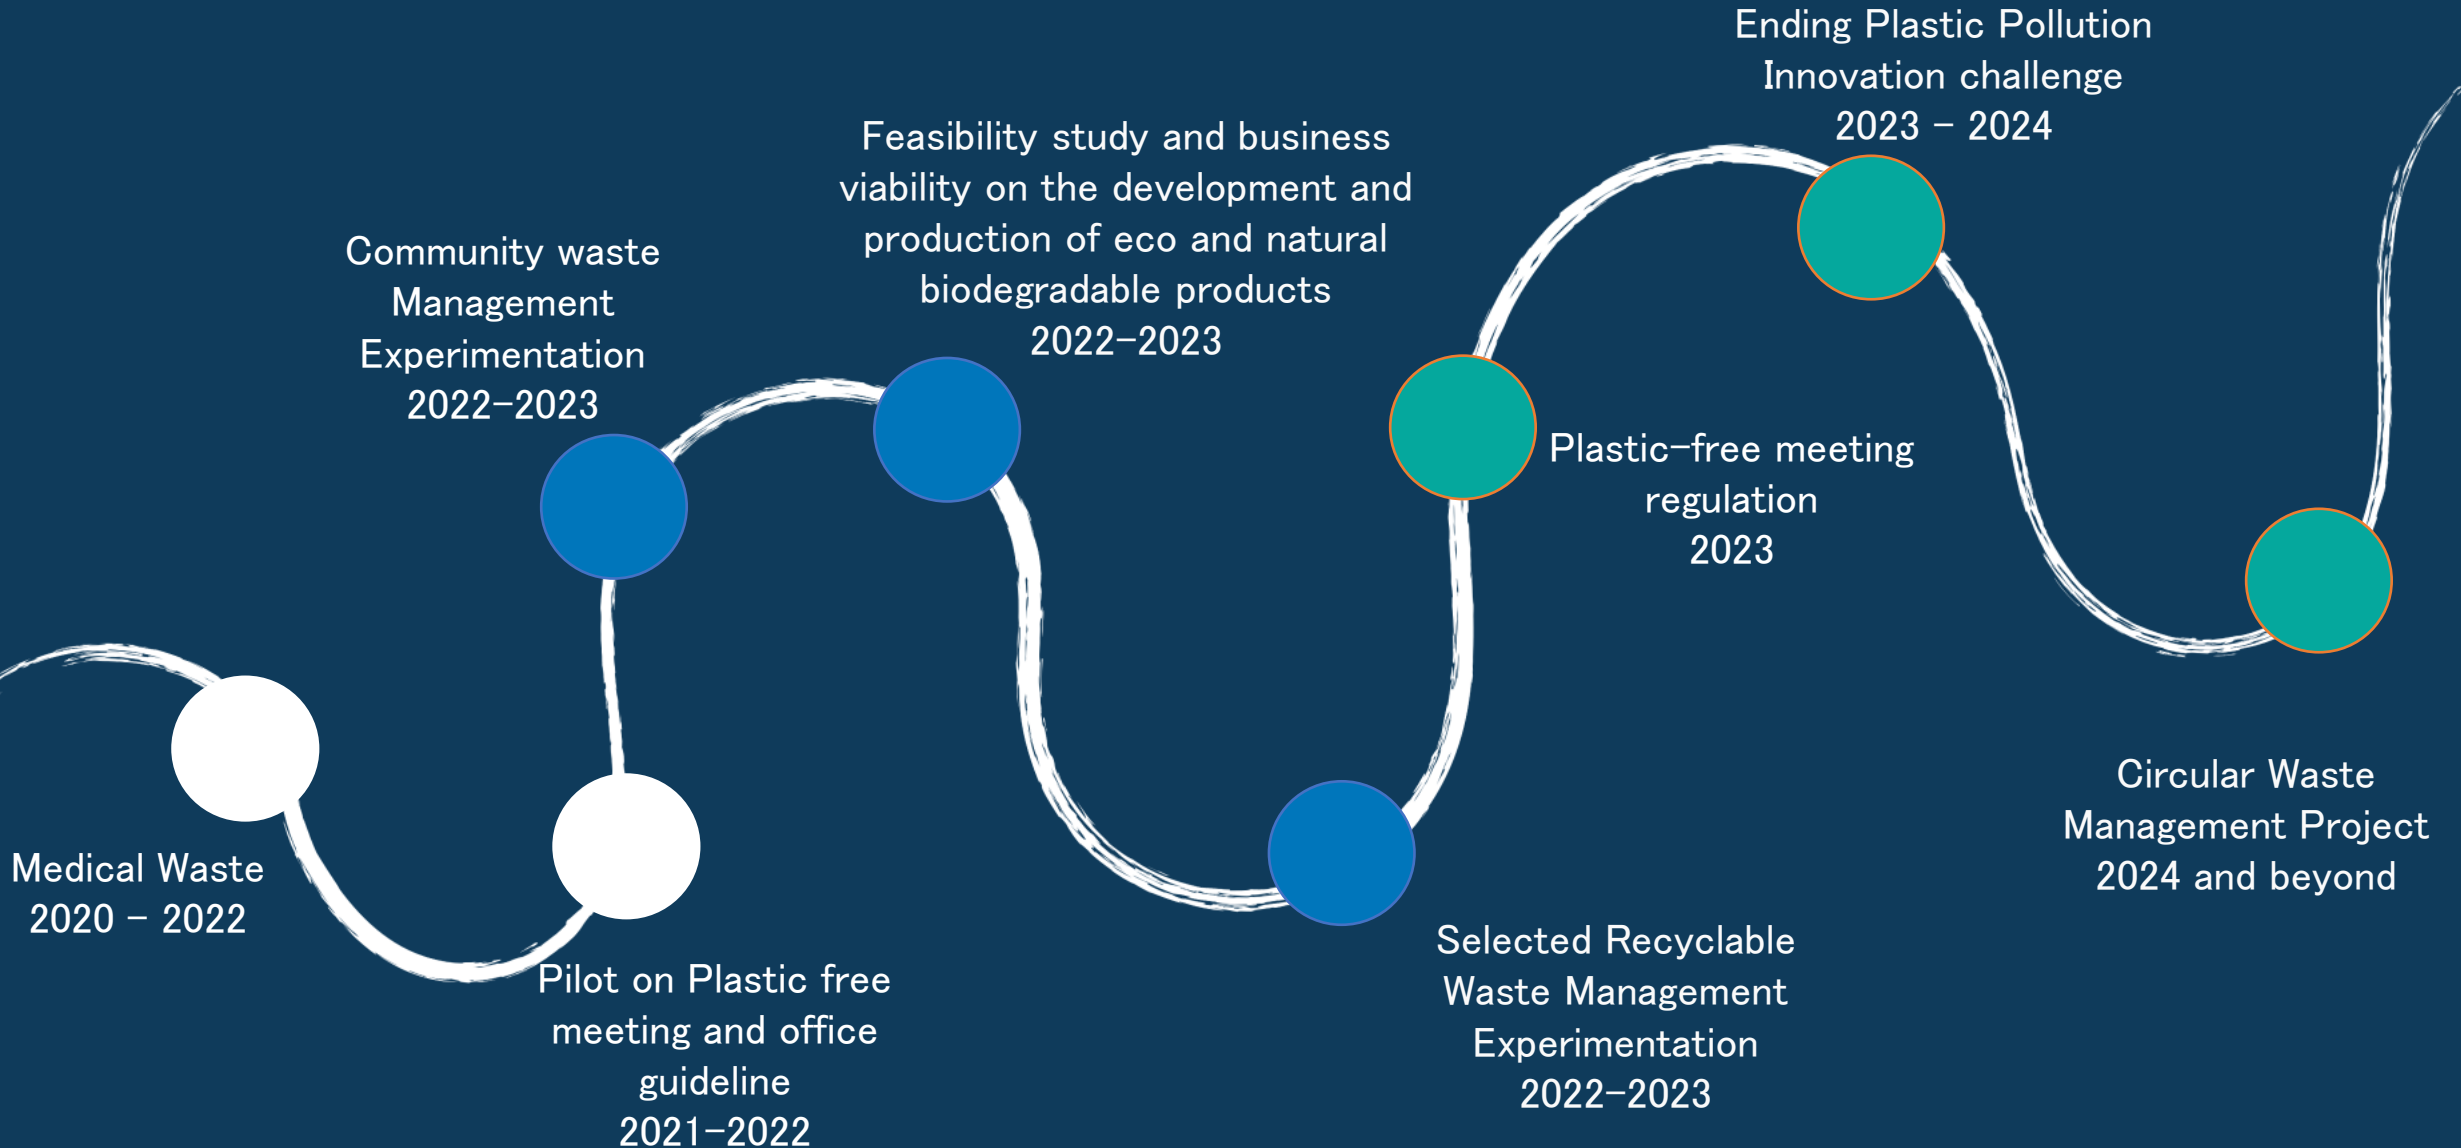 Medical Waste
2020 – 2022
Pilot on Plastic free
meeting and office
guideline
2021–2022
Community waste
Management
Experimentation
2022–2023
Feasibility study and business
viability on the development and
production of eco and natural
biodegradable products
2022–2023
Selected Recyclable
Waste Management
Experimentation
2022–2023
Plastic–free meeting
regulation
2023
Ending Plastic Pollution
Innovation challenge
2023 – 2024
Circular Waste
Management Project
2024 and beyond